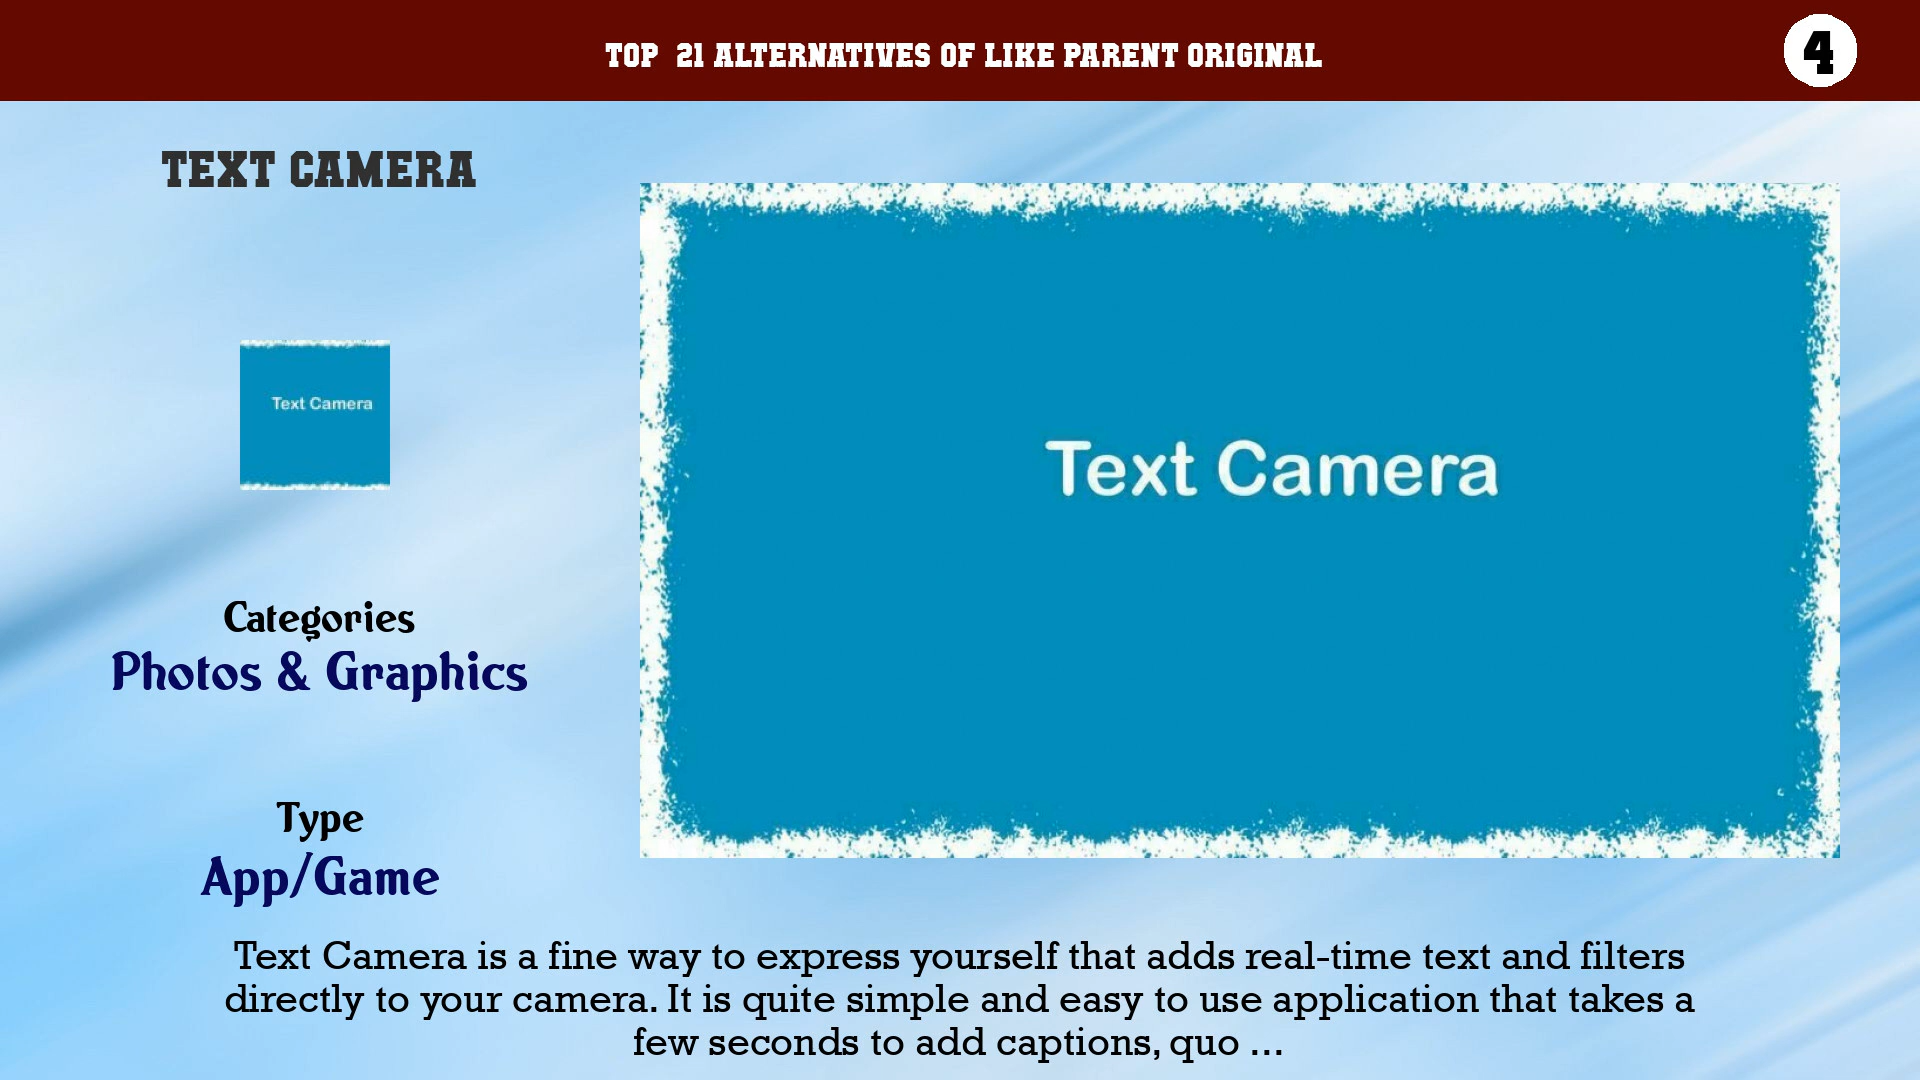 TOP 21 ALTERNATIVES OF LIKE PARENT ORIGINAL
4
TEXT CAMERA
Text Camera
Text Camera
Categories
Photos & Graphics
Type
App/Game
Text Camera is a fine way to express yourself that adds real-time text and filters
directly to your camera. It is quite simple and easy to use application that takes a
few seconds to add captions, quo ...